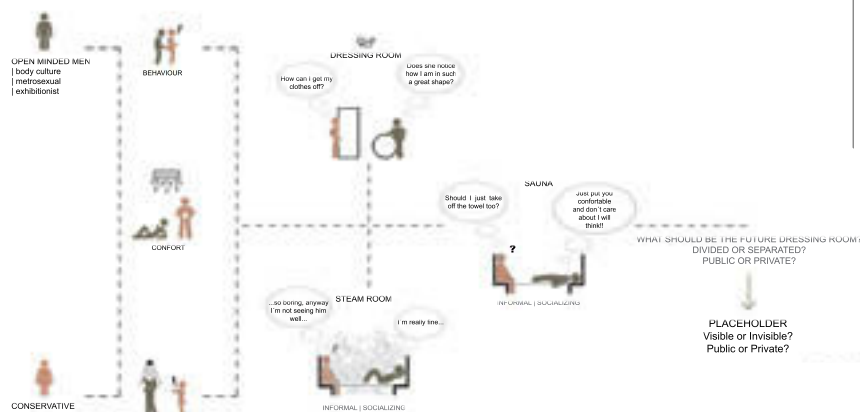 OPEN MINDED MEN
| body culture
| metrosexual
| exhibitionist
BEHAVIOUR
CONFORT
CONSERVATIVE
DRESSING ROOM
How can i get my
clothes off?
Does she notice
how I am in such
a great shape?
SAUNA
Should I just take
off the towel too?
Just put you
confortable
and don´t care
about I will
think!!
?
INFORMAL | SOCIALIZING
STEAM ROOM
...so boring, anyway
I´m not seeing him
well...
I´m really fine...
INFORMAL | SOCIALIZING
WHAT SHOULD BE THE FUTURE DRESSING ROOM?
DIVIDED OR SEPARATED?
PUBLIC OR PRIVATE?
PLACEHOLDER
Visible or Invisible?
Public or Private?